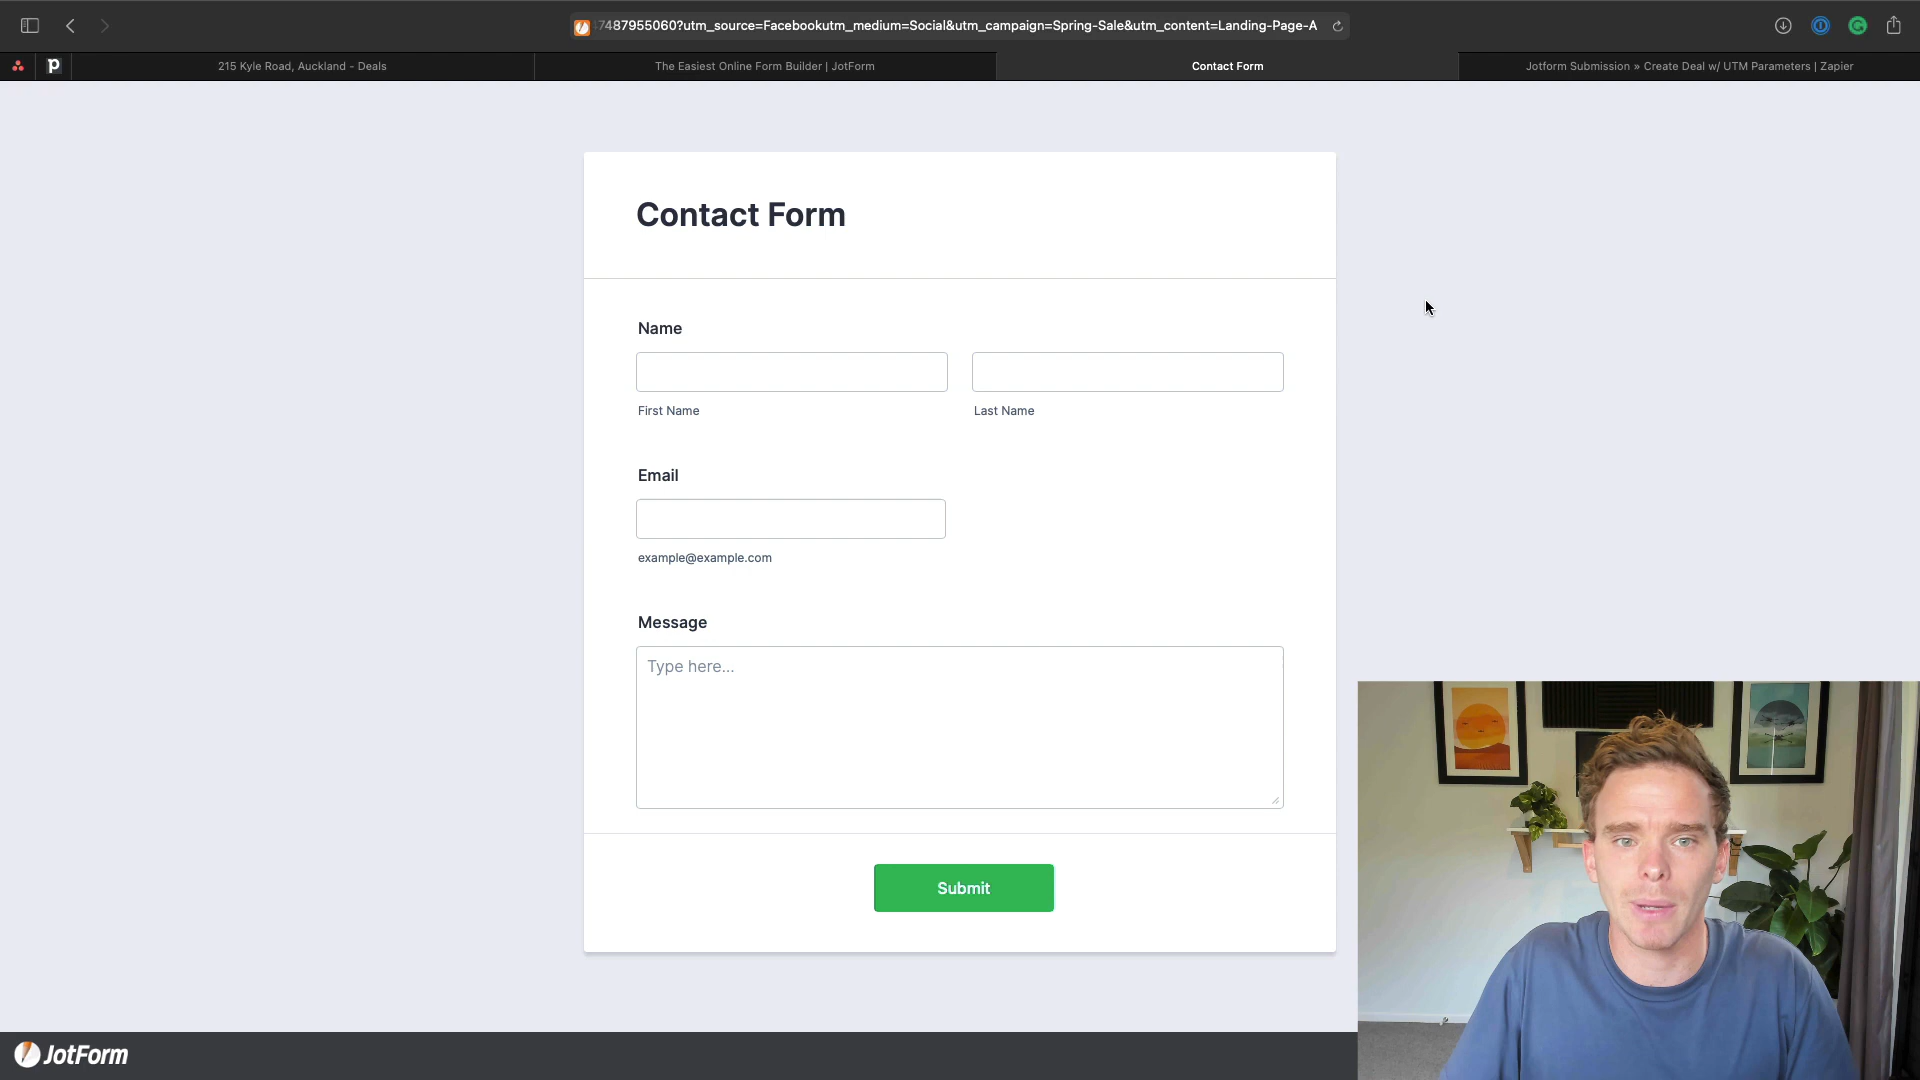 7487955060?utm_source=Facebookutm_medium=Social&utm_campaign=Spring-Sale&utm_content=Landing-Page-A
215 Kyle Road, Auckland - Deals
The Easiest Online Form Builder | JotForm
Contact Form
Jotform Submission » Create Deal w/ UTM Parameters | Zapier
Contact Form
Name
First Name
Last Name
Email
example@example.com
Message
Type here...
Submit
JotForm